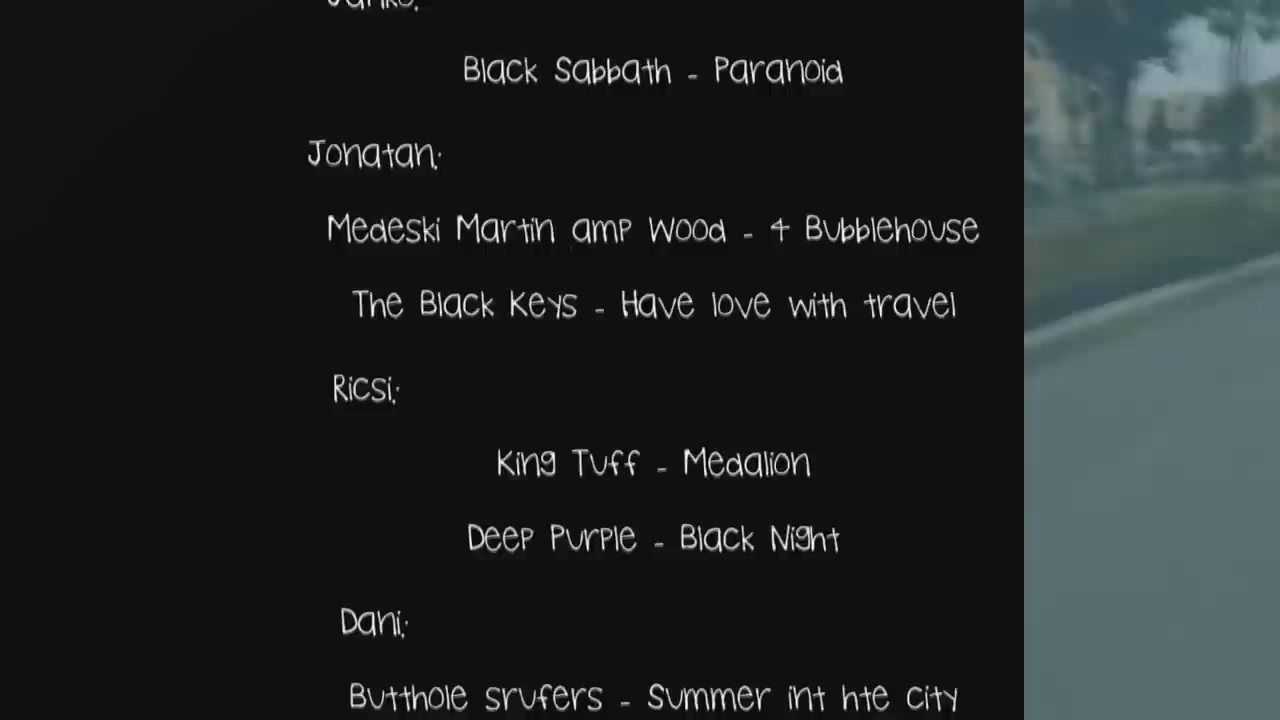 Black Sabbath - Paranoid
Jonatan:
Medeski Martin amp Wood - 4 Bubblehouse
The Black Keys - Have love with travel
Ricsi:
King Tuff - Medalion
Deep Purple - Black Night
Dani:
Butthole srufers - Summer int hte city